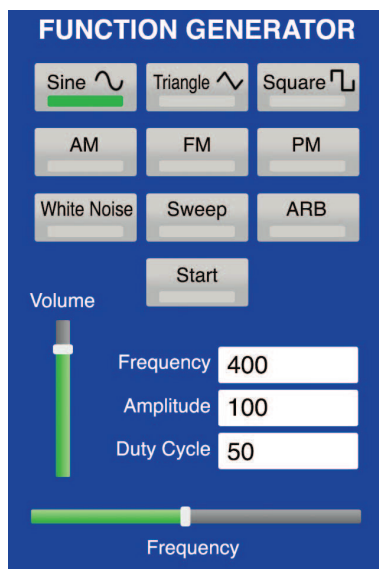 FUNCTION GENERATOR
Sine Triangle Square
AM FM PM
White Noise Sweep ARB
Start
Volume
Frequency 400
Amplitude 100
Duty Cycle 50
Frequency